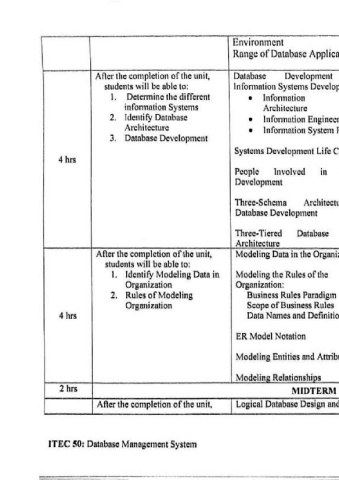 Environment
Range of Database Applica
4 hrs
After the completion of the unit,
students will be able to:
1. Determine the different
information Systems
2. Identify Database
Architecture
3. Database Development
Database Development
Information Systems Develop
• Information
Architecture
• Information Engineer
• Information System
Systems Development Life C
People Involved in
Development
Three-Schema Architectu
Database Development
Three-Tiered Database
Architecture
4 hrs
After the completion of the unit,
students will be able to:
1. Identify Modeling Data in
Organization
2. Rules of Modeling
Organization
Modeling Data in the Organiz
Modeling the Rules of the
Organization:
Business Rules Paradigm
Scope of Business Rules
Data Names and Definitio
ER Model Notation
Modeling Entities and Attrib
Modeling Relationships
2 hrs
MIDTERM
After the completion of the unit,
Logical Database Design and
ITEC 50: Database Management System